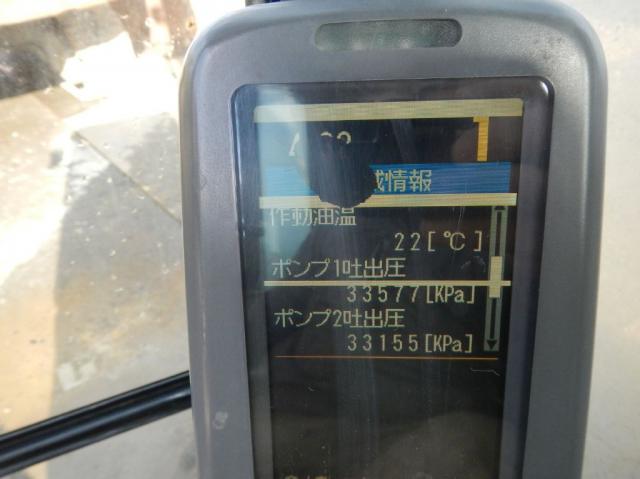 械情報
作動油温
22[℃]
ポンプ1吐出圧
33577[KPa]
ポンプ2吐出圧
33155[KPa]